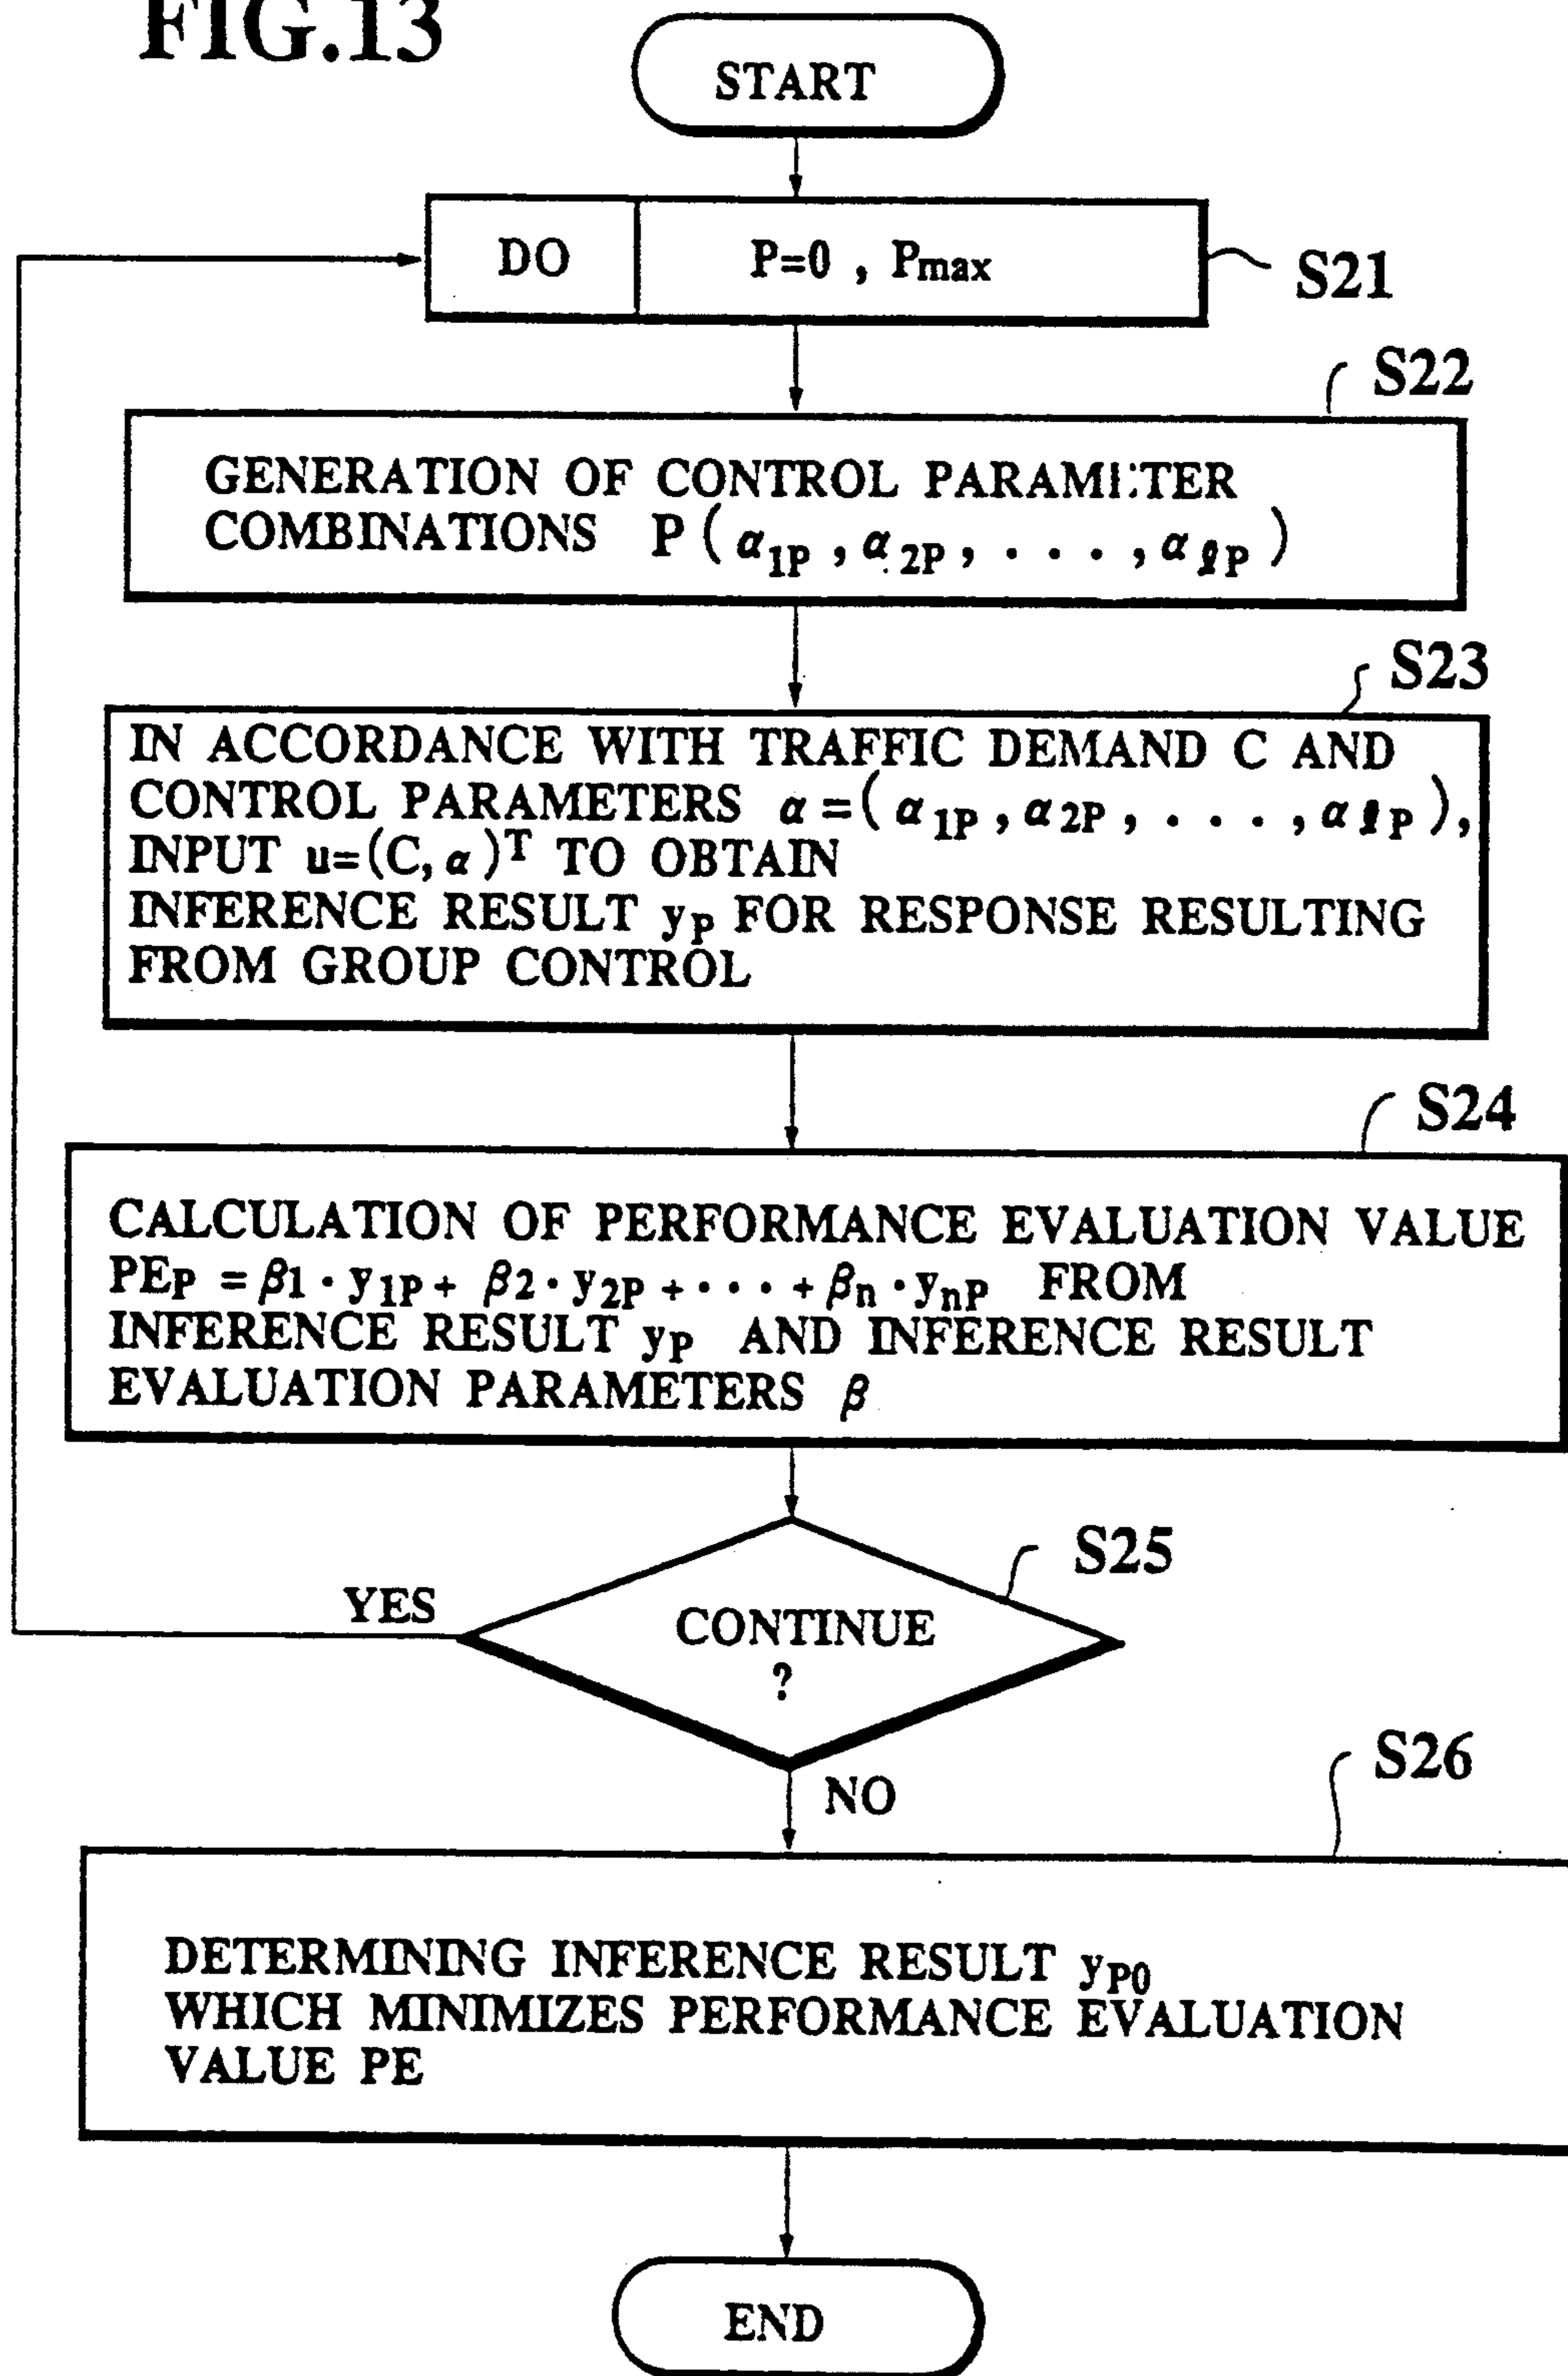 FIG.13
START
DO P=0 , Pmax
S21
S22
GENERATION OF CONTROL PARAMETER
COMBINATIONS P(α1P , α2P , . . . , αℓP)
S23
IN ACCORDANCE WITH TRAFFIC DEMAND C AND
CONTROL PARAMETERS α=(α1P , α2P , . . . , αℓP),
INPUT u=(C, α)ᵀ TO OBTAIN
INFERENCE RESULT yP FOR RESPONSE RESULTING
FROM GROUP CONTROL
S24
CALCULATION OF PERFORMANCE EVALUATION VALUE
PEP = β1 · y1P + β2 · y2P + · · · + βn · ynP FROM
INFERENCE RESULT yP AND INFERENCE RESULT
EVALUATION PARAMETERS β
S25
YES
CONTINUE
?
NO
S26
DETERMINING INFERENCE RESULT yP0
WHICH MINIMIZES PERFORMANCE EVALUATION
VALUE PE
END